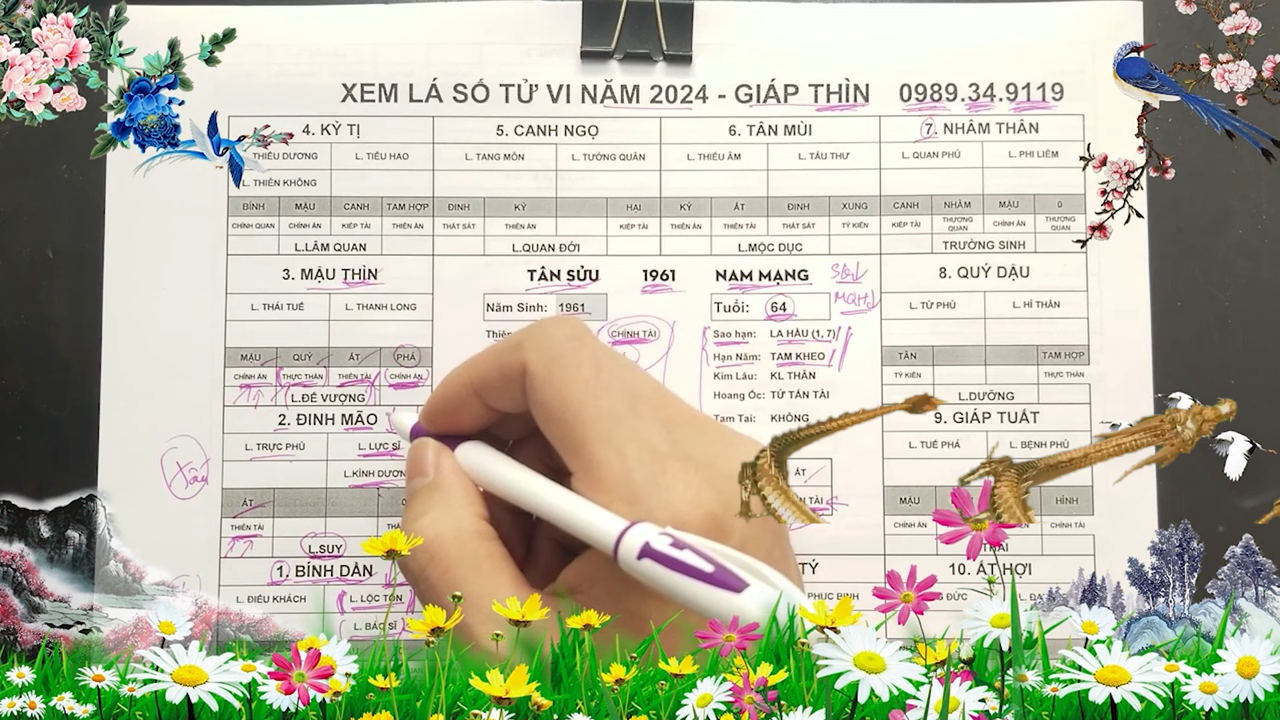 XEM LÁ SỐ TỬ VI NĂM 2024 - GIÁP THÌN 0989.34.9119
4. KỶ TỊ 5. CANH NGỌ 6. TÂN MÙI 7. NHÂM THÂN
THIẾU DƯƠNG L. TIỂU HAO L. TANG MÔN L. TƯỚNG QUÂN L. THIẾU ÂM L. TẤU THƯ L. QUAN PHÙ L. PHI LIÊM
L. THIÊN KHÔNG
BÍNH MẬU CANH TAM HỢP ĐINH KỶ HẠI KỶ ẤT ĐINH XUNG CANH NHÂM MẬU 0
CHÍNH QUAN CHÍNH ẤN KIẾP TÀI THIÊN ẤN THẤT SÁT THIÊN ẤN KIẾP TÀI THIÊN ẤN THIÊN TÀI THẤT SÁT TỶ KIÊN KIẾP TÀI THƯƠNG QUAN CHÍNH ẤN THƯƠNG QUAN
L.LÂM QUAN L.QUAN ĐỚI L.MỘC DỤC TRƯỜNG SINH
3. MẬU THÌN TÂN SỬU 1961 NAM MẠNG 8. QUÝ DẬU
L. THÁI TUẾ L. THANH LONG Năm Sinh: 1961 Tuổi: 64 MQH L. TỬ PHÙ L. HỈ THẦN
CHÍNH TÀI Sao hạn: LA HẦU (1, 7)
MẬU QUÝ ẤT PHÁ Hạn Năm: TAM KHEO TÂN TAM HỢP
CHÍNH ẤN THỰC THẦN THIÊN TÀI CHÍNH ẤN Kim Lâu: KL THÂN TỶ KIÊN THỰC THẦN
L.ĐẾ VƯỢNG Hoang Ốc: TỨ TẤN TÀI L.DƯỠNG
2. ĐINH MÃO Tam Tai: KHÔNG 9. GIÁP TUẤT
L. TRỰC PHÙ L. LỰC SĨ L. TUẾ PHÁ L. BỆNH PHÙ
L.KÌNH DƯƠNG ẤT
Xấu
ẤT MẬU HÌNH
THIÊN TÀI CHÍNH ẤN CHÍNH TÀI
L.SUY THAI
1. BÍNH DẦN TÝ 10. ẤT HỢI
L. ĐIẾU KHÁCH L. LỘC TỒN PHỤC BINH
L. BÁC SĨ